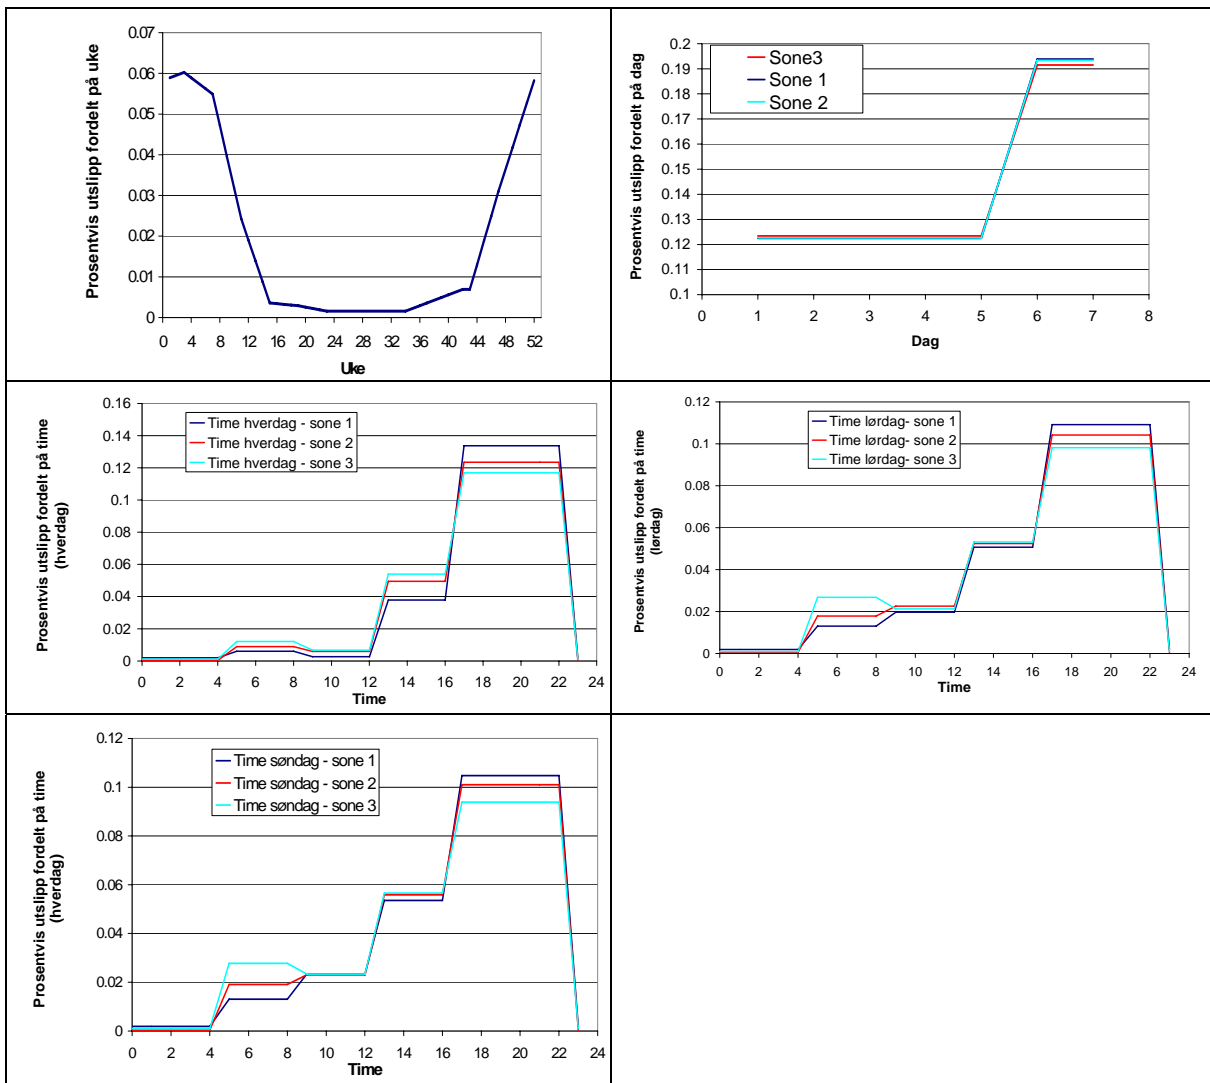 Prosentvis utslipp fordelt på uke
0.07
0.06
0.05
0.04
0.03
0.02
0.01
0
0 4 8 12 16 20 24 28 32 36 40 44 48 52
Uke
Prosentvis utslipp fordelt på dag
0.2
0.19
0.18
0.17
0.16
0.15
0.14
0.13
0.12
0.11
0.1
Sone3
Sone 1
Sone 2
0 1 2 3 4 5 6 7 8
Dag
Prosentvis utslipp fordelt på time
(hverdag)
0.16
0.14
0.12
0.1
0.08
0.06
0.04
0.02
0
Time hverdag - sone 1
Time hverdag - sone 2
Time hverdag - sone 3
0 2 4 6 8 10 12 14 16 18 20 22 24
Time
Prosentvis utslipp fordelt på time
(lørdag)
0.12
0.1
0.08
0.06
0.04
0.02
0
Time lørdag- sone 1
Time lørdag- sone 2
Time lørdag- sone 3
0 2 4 6 8 10 12 14 16 18 20 22 24
Time
Prosentvis utslipp fordelt på time
(hverdag)
0.12
0.1
0.08
0.06
0.04
0.02
0
Time søndag - sone 1
Time søndag - sone 2
Time søndag - sone 3
0 2 4 6 8 10 12 14 16 18 20 22 24
Time